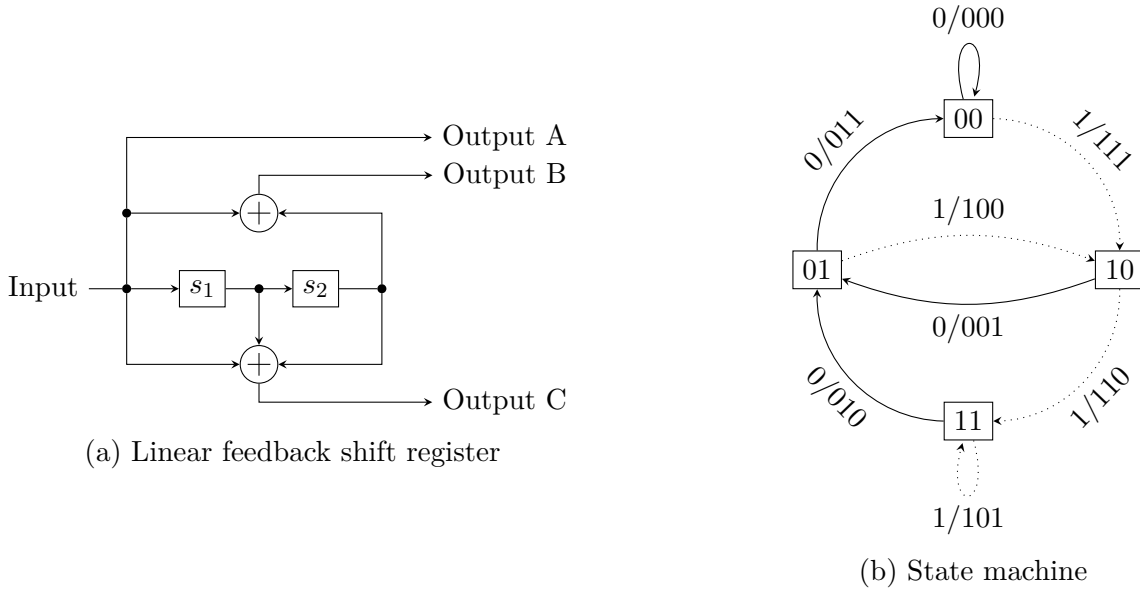 Output A
Output B
Input
s₁
s₂
Output C
(a) Linear feedback shift register
0/000
00
0/011
1/111
1/100
01
10
0/001
0/010
1/110
11
1/101
(b) State machine